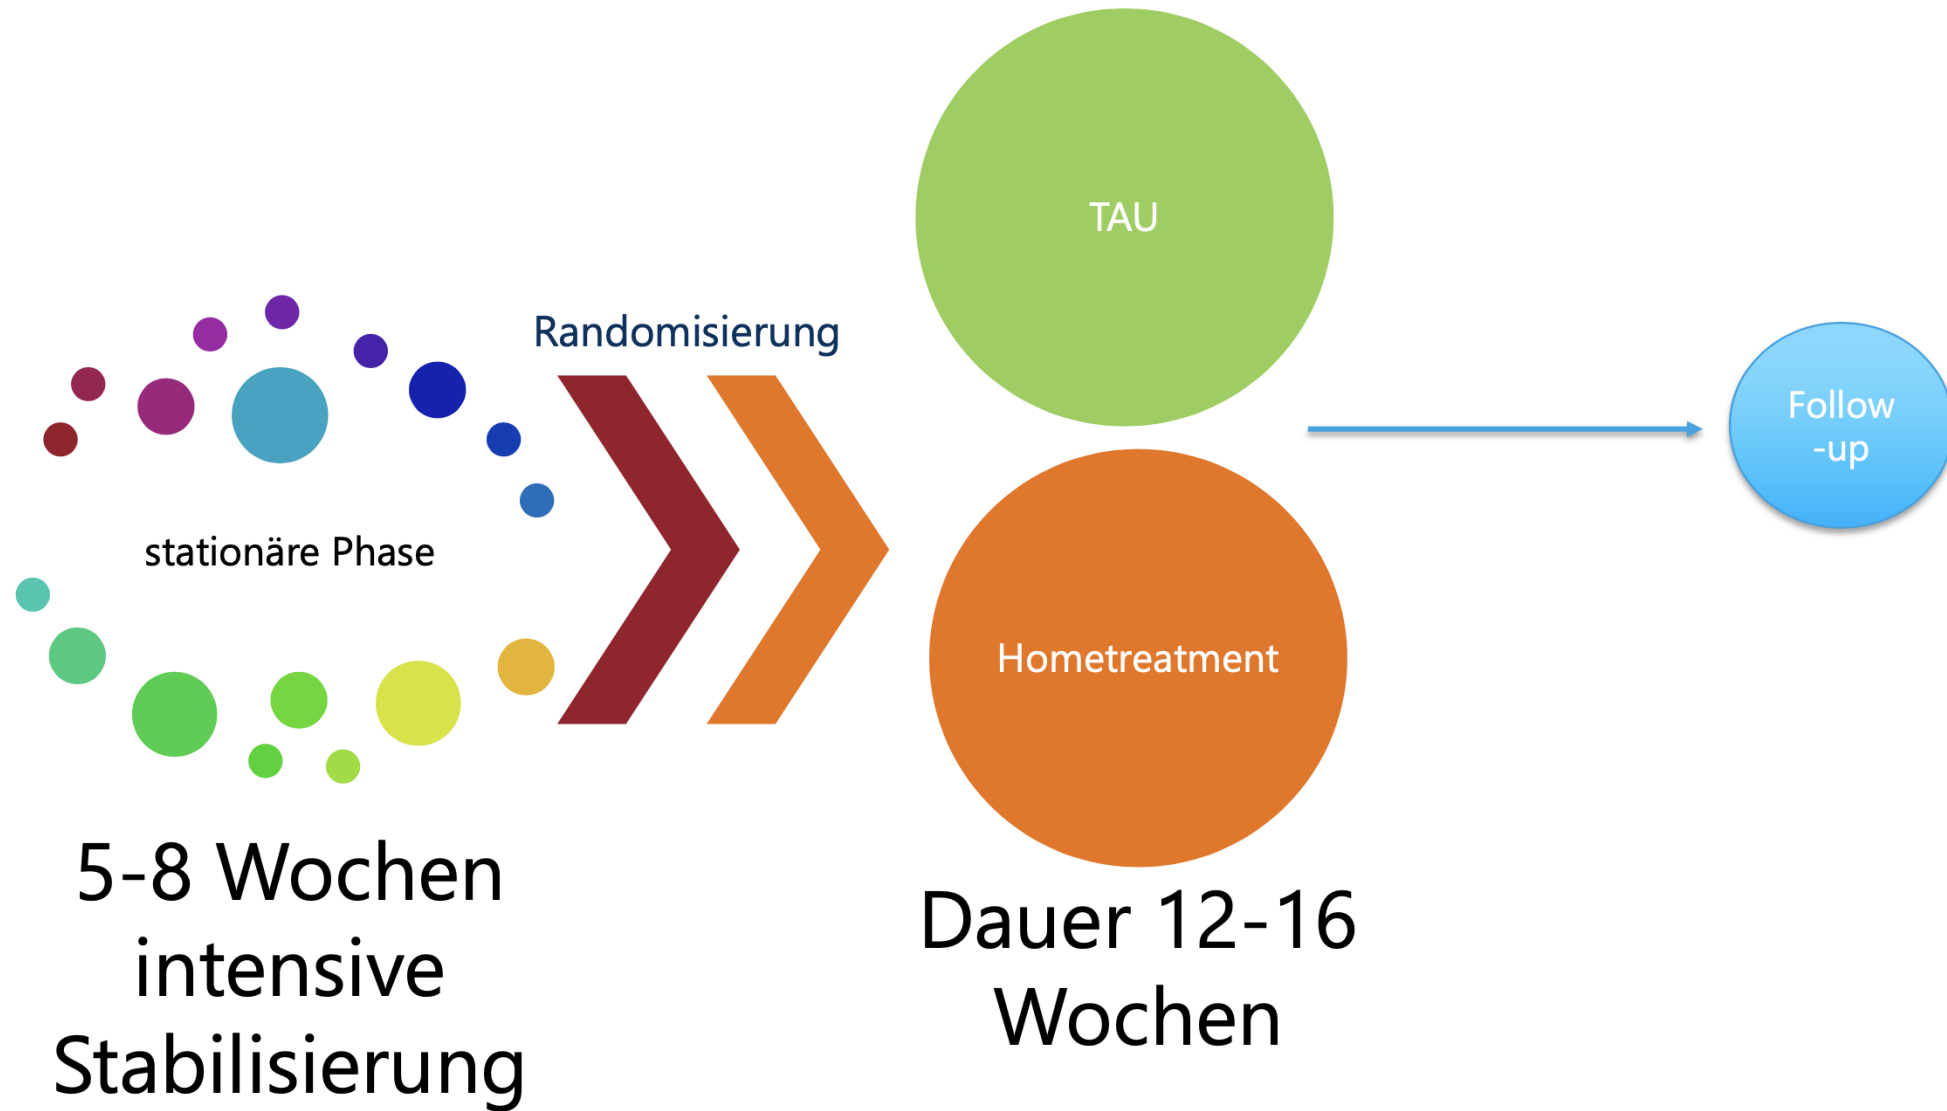 stationäre Phase
5-8 Wochen
intensive
Stabilisierung
Randomisierung
TAU
Hometreatment
Dauer 12-16
Wochen
Follow
-up